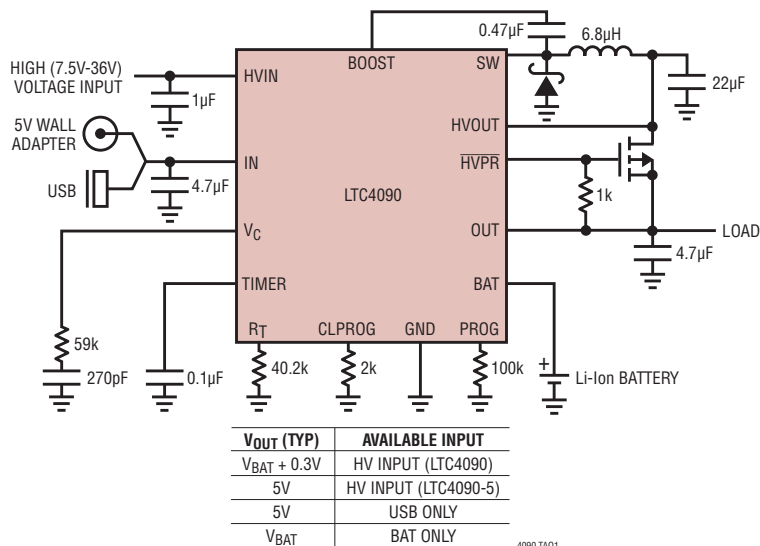 0.47µF
6.8µH
BOOST
SW
HIGH (7.5V-36V)
VOLTAGE INPUT
HVIN
1µF
22µF
5V WALL
ADAPTER
HVOUT
IN
HVPR
USB
4.7µF
LTC4090
1k
VC
OUT
LOAD
4.7µF
TIMER
BAT
RT
CLPROG
GND
PROG
59k
270pF
0.1µF
40.2k
2k
100k
+
Li-Ion BATTERY
VOUT (TYP) AVAILABLE INPUT
VBAT + 0.3V HV INPUT (LTC4090)
5V HV INPUT (LTC4090-5)
5V USB ONLY
VBAT BAT ONLY
4090 TAO1